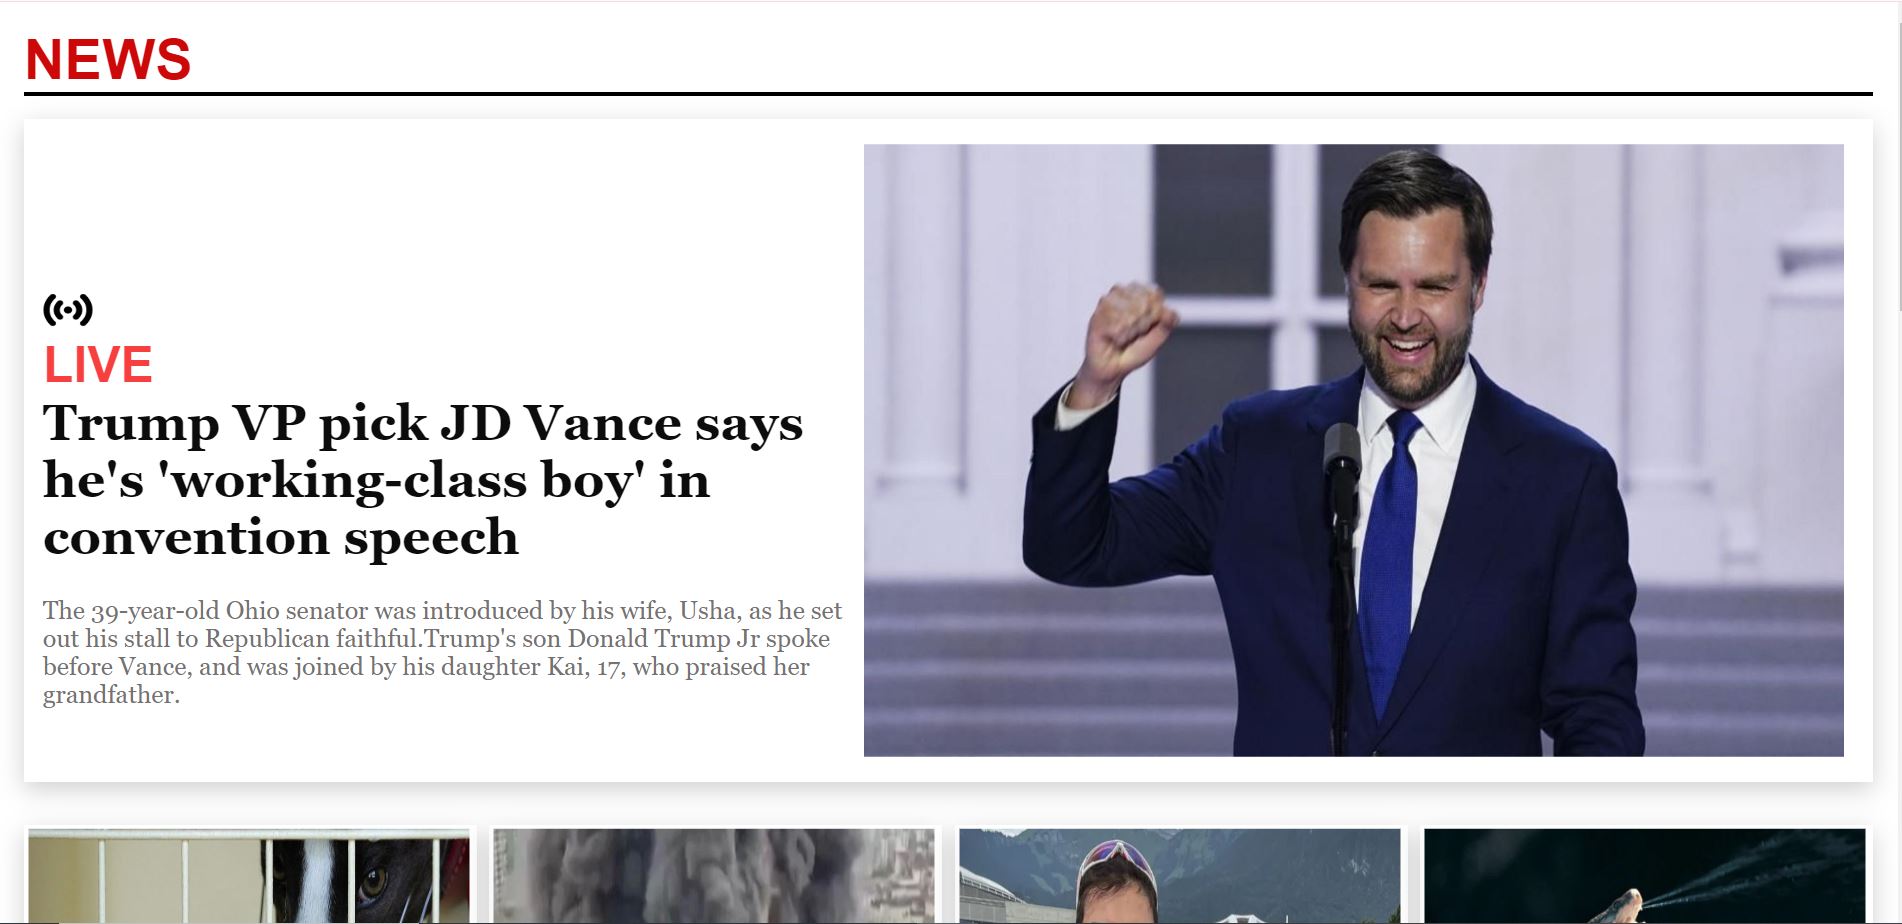 NEWS
LIVE
Trump VP pick JD Vance says
he's 'working-class boy' in
convention speech
The 39-year-old Ohio senator was introduced by his wife, Usha, as he set
out his stall to Republican faithful.Trump's son Donald Trump Jr spoke
before Vance, and was joined by his daughter Kai, 17, who praised her
grandfather.